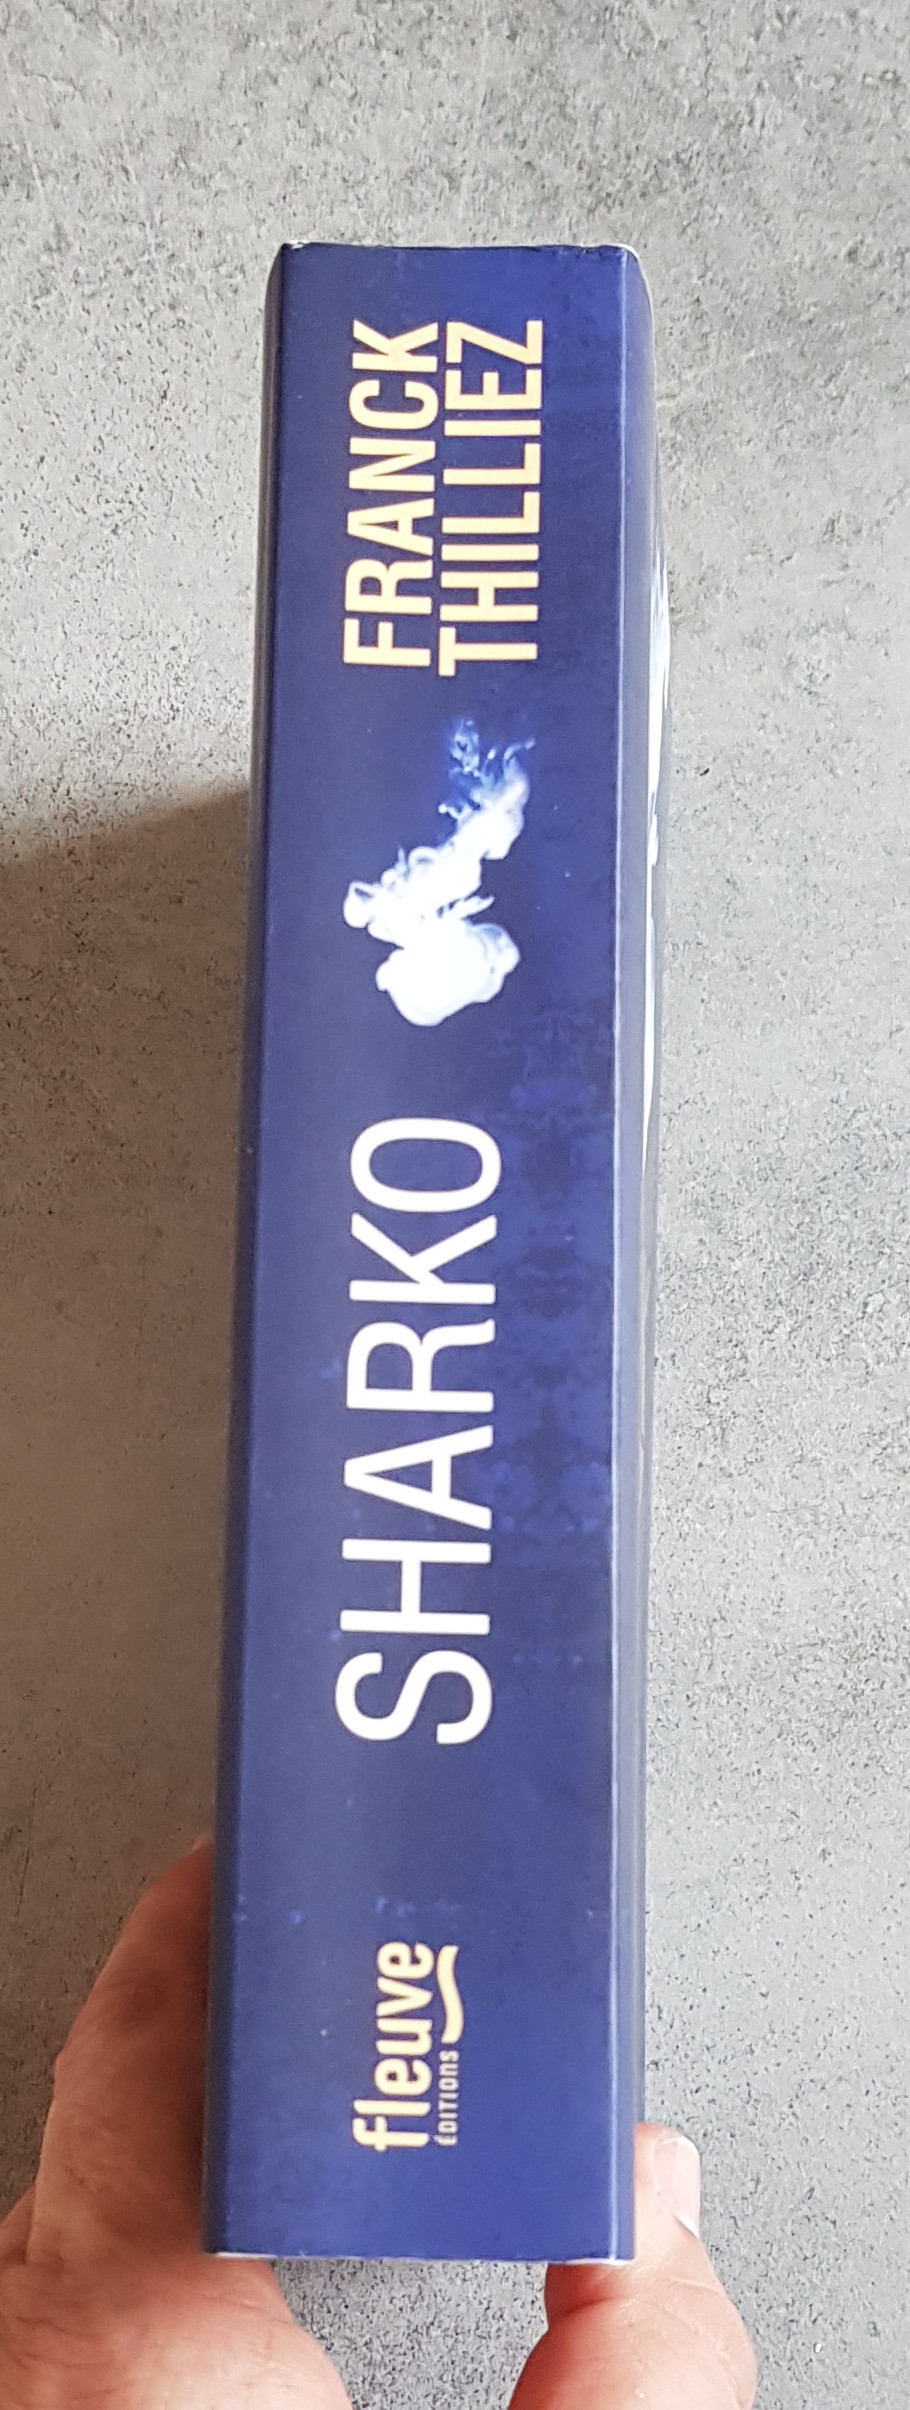 FRANCK
THILLIEZ
SHARKO
fleuve
ÉDITIONS